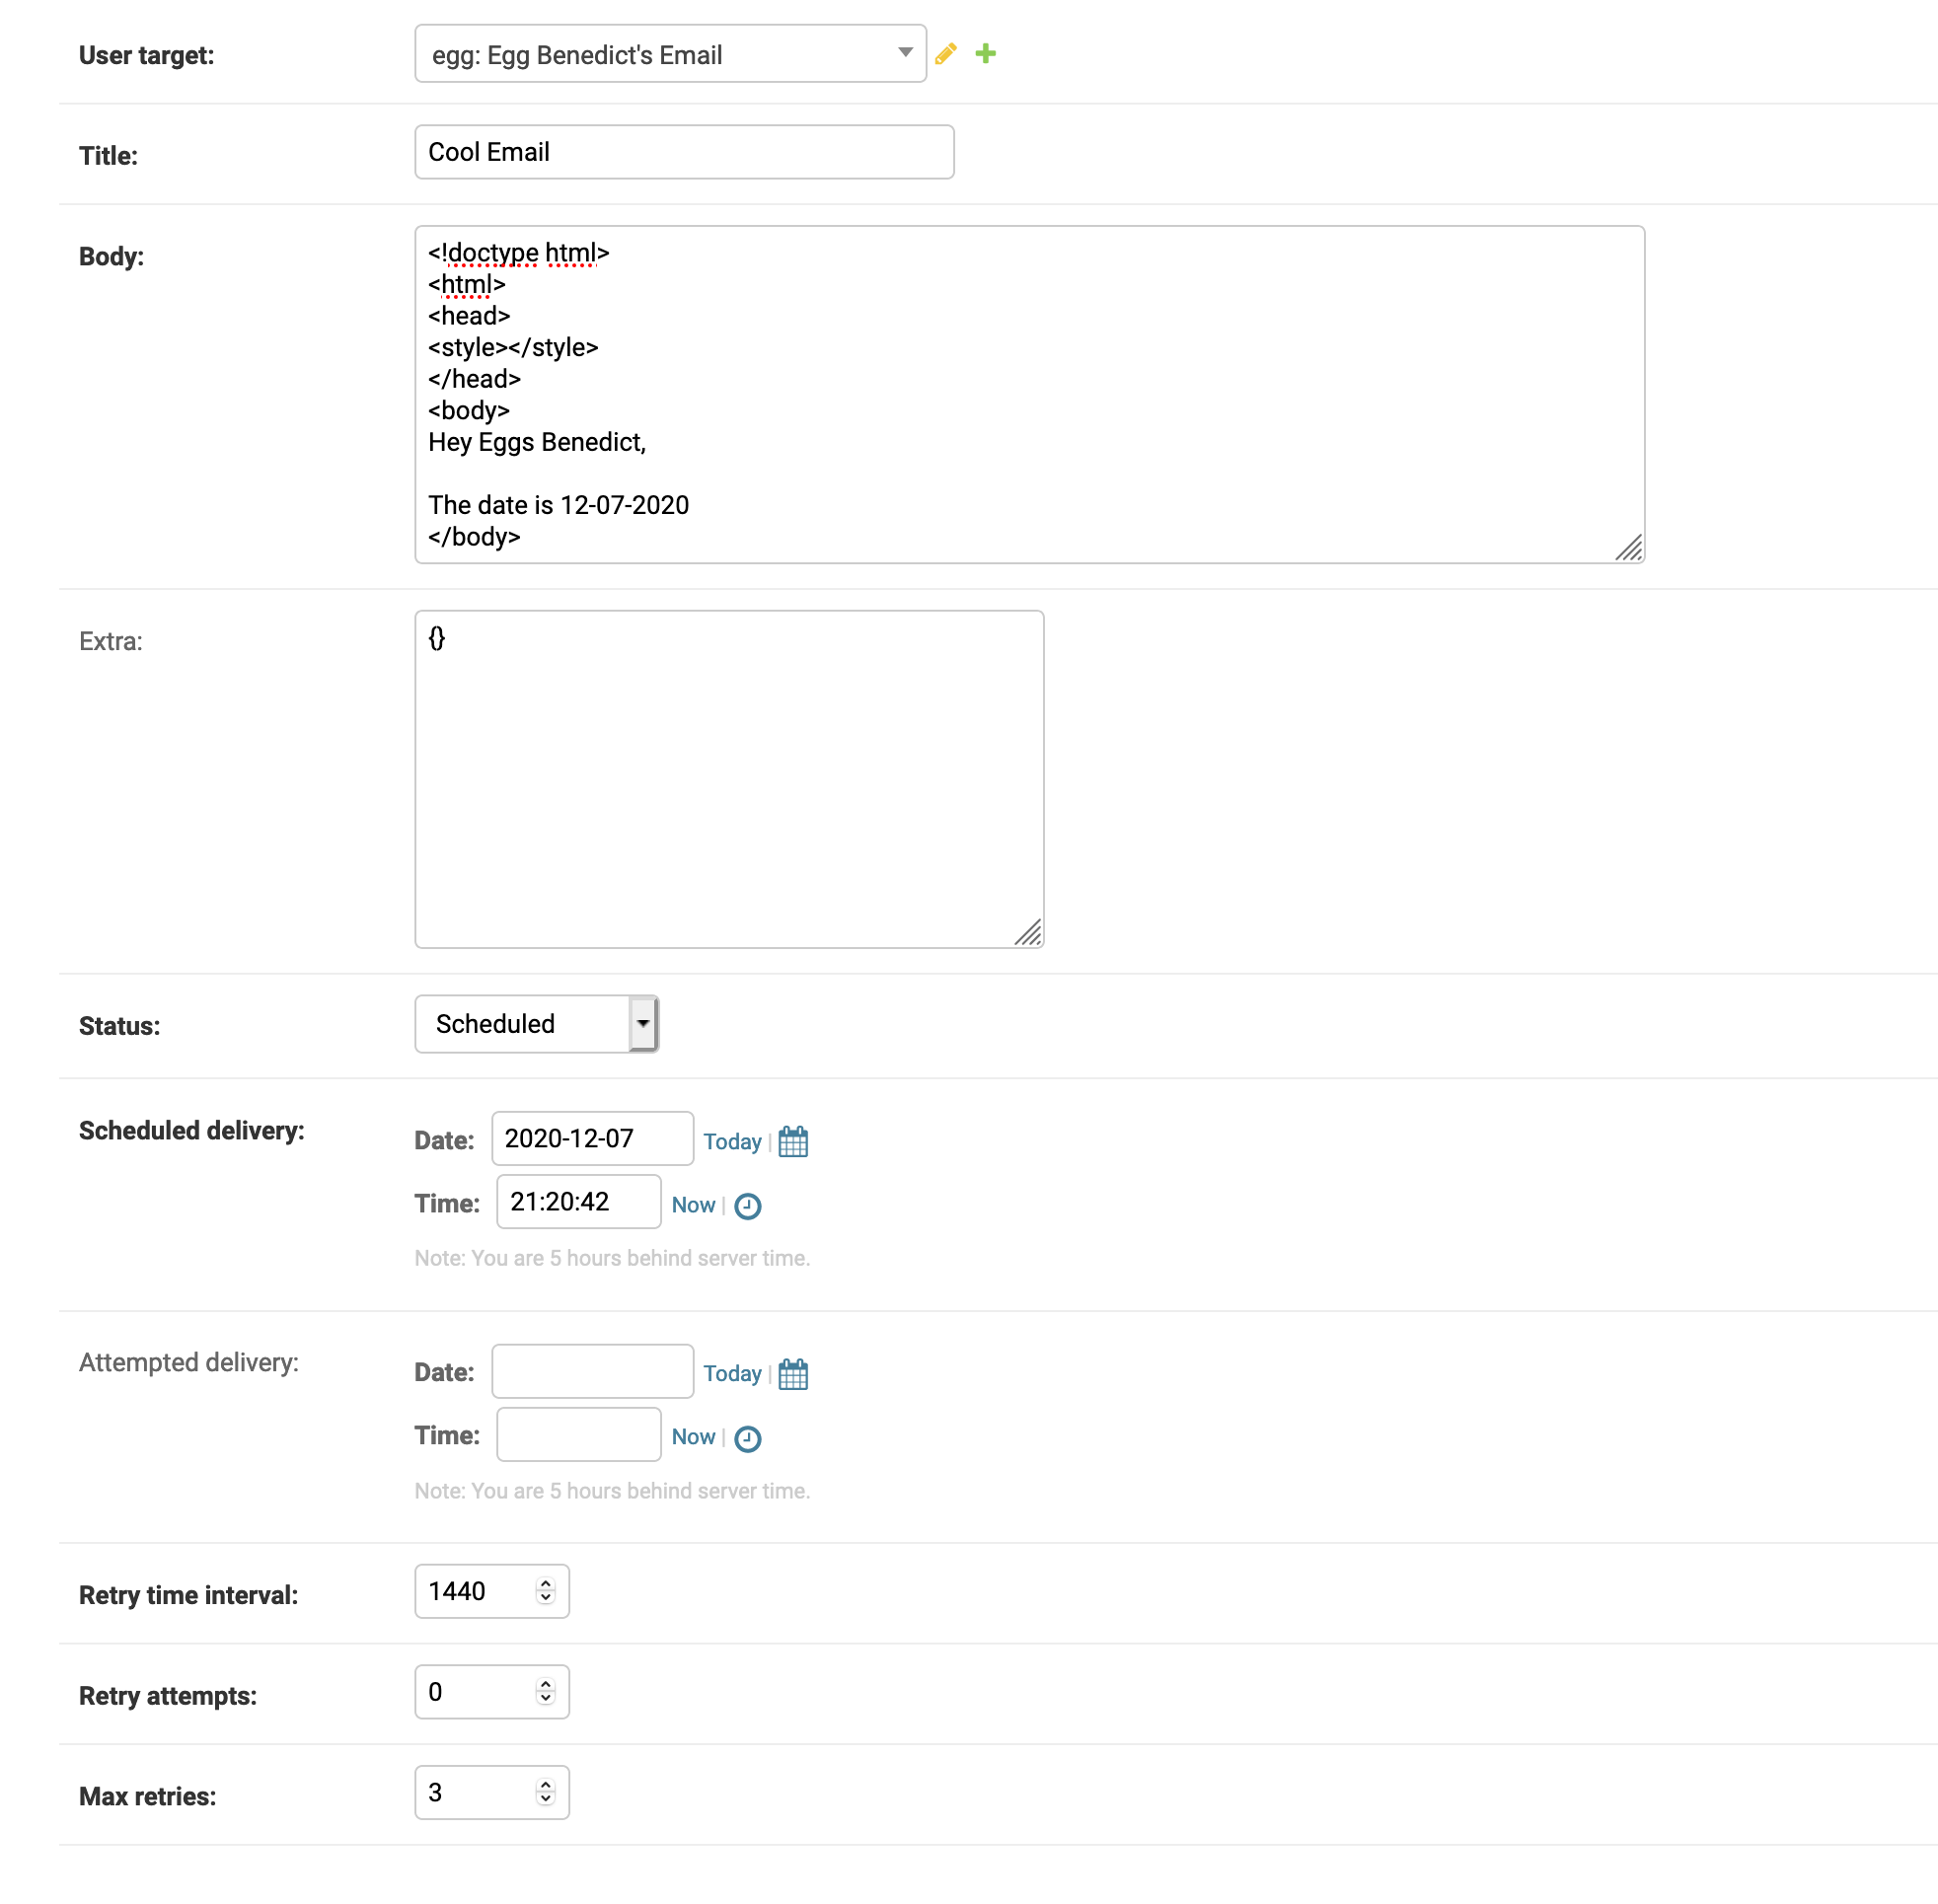 User target: egg: Egg Benedict's Email
Title: Cool Email
Body: <!doctype html>
<html>
<head>
<style></style>
</head>
<body>
Hey Eggs Benedict,
The date is 12-07-2020
</body>
Extra: {}
Status: Scheduled
Scheduled delivery: Date: 2020-12-07 Today |
Time: 21:20:42 Now |
Note: You are 5 hours behind server time.
Attempted delivery: Date: Today |
Time: Now |
Note: You are 5 hours behind server time.
Retry time interval: 1440
Retry attempts: 0
Max retries: 3